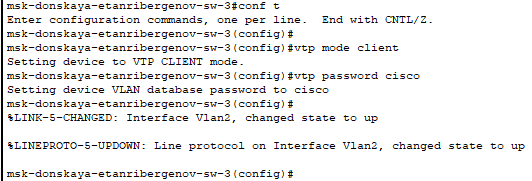 msk-donskaya-etanribergenov-sw-3#conf t
Enter configuration commands, one per line.  End with CNTL/Z.
msk-donskaya-etanribergenov-sw-3(config)#
msk-donskaya-etanribergenov-sw-3(config)#vtp mode client
Setting device to VTP CLIENT mode.
msk-donskaya-etanribergenov-sw-3(config)#vtp password cisco
Setting device VLAN database password to cisco
msk-donskaya-etanribergenov-sw-3(config)#
%LINK-5-CHANGED: Interface Vlan2, changed state to up
%LINEPROTO-5-UPDOWN: Line protocol on Interface Vlan2, changed state to up
msk-donskaya-etanribergenov-sw-3(config)#